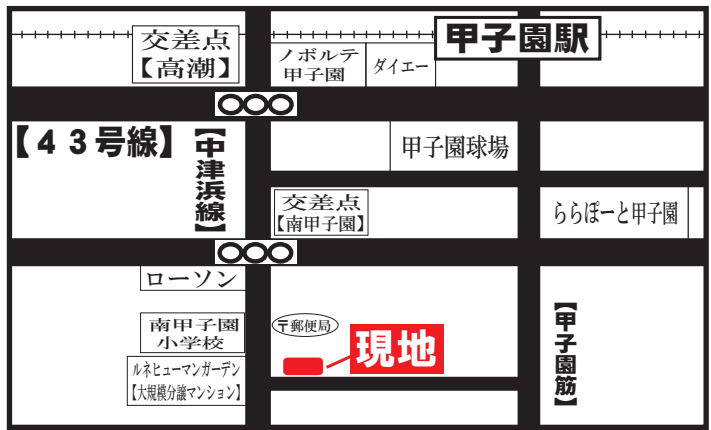 交差点
【高潮】
甲子園駅
ノボルテ
甲子園
ダイエー
【４３号線】
【中津浜線】
甲子園球場
交差点
【南甲子園】
ららぽーと甲子園
ローソン
南甲子園
小学校
〒郵便局
現地
ルネヒューマンガーデン
【大規模分譲マンション】
【甲子園筋】